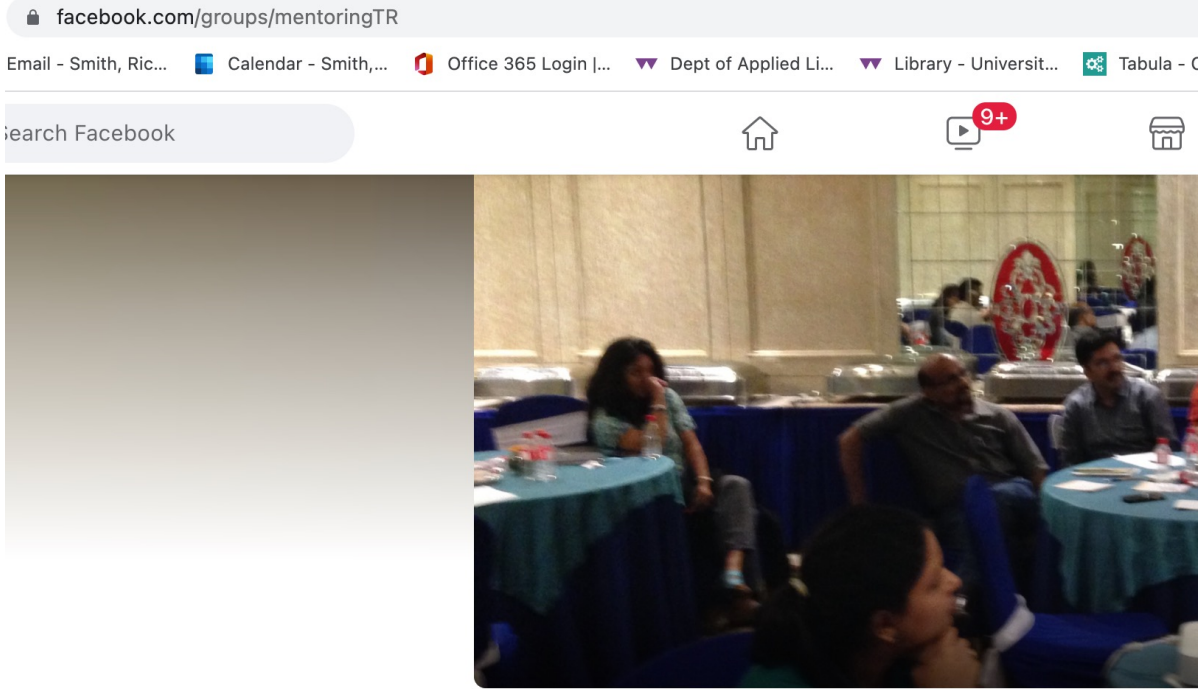 facebook.com/groups/mentoringTR
Email - Smith, Ric... Calendar - Smith,... Office 365 Login |... Dept of Applied Li... Library - Universit... Tabula -
Search Facebook
9+